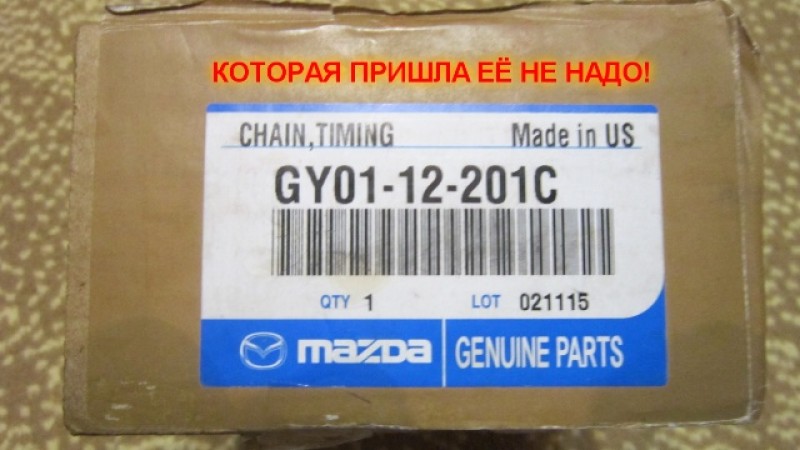 КОТОРАЯ ПРИШЛА ЕЁ НЕ НАДО!
CHAIN,TIMING Made in US
GY01-12-201C
QTY 1 LOT 021115
mazda GENUINE PARTS